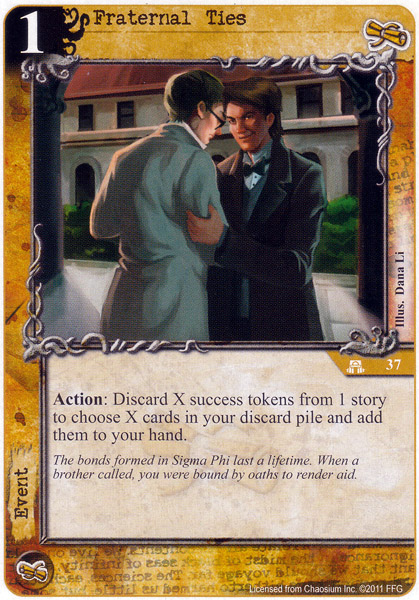 1
Fraternal Ties
Illus. Dana Li
37
Action: Discard X success tokens from 1 story
to choose X cards in your discard pile and add
them to your hand.
The bonds formed in Sigma Phi last a lifetime. When a
brother called, you were bound by oaths to render aid.
Event
Licensed from Chaosium Inc. ©2011 FFG